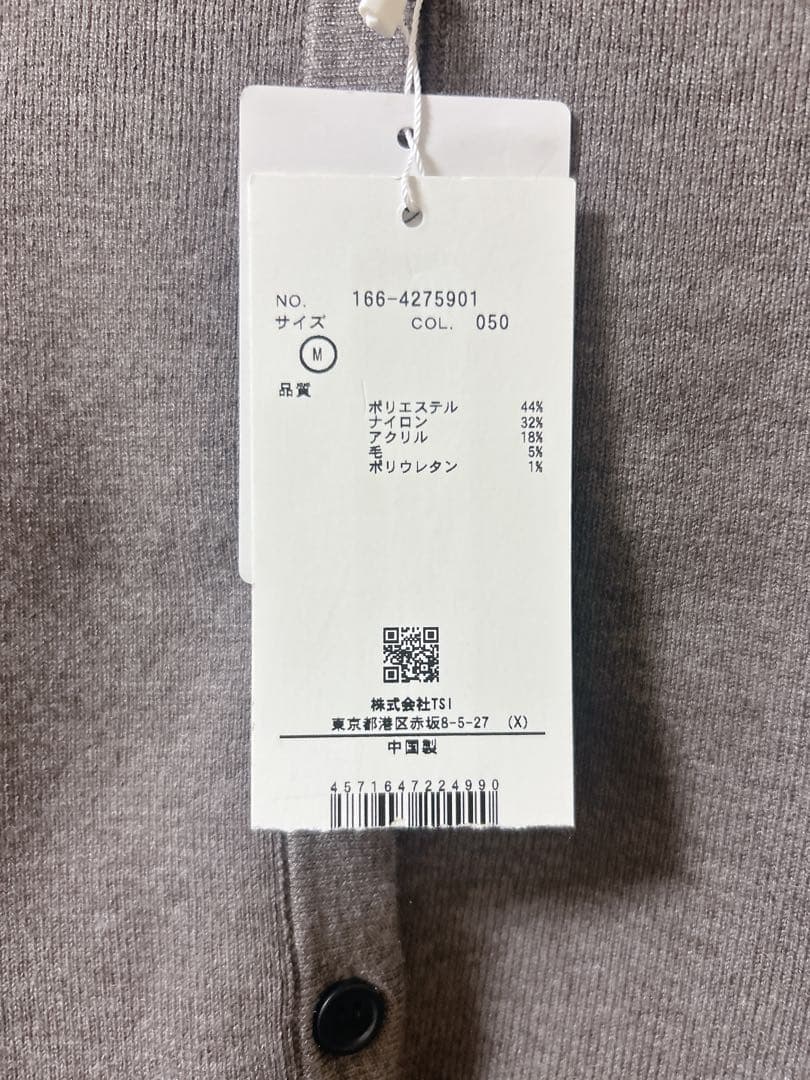 NO. 166-4275901
サイズ COL. 050
M
品質
ポリエステル 44%
ナイロン 32%
アクリル 18%
毛 5%
ポリウレタン 1%
株式会社TSI
東京都港区赤坂8-5-27 (X)
中国製
4571647224990